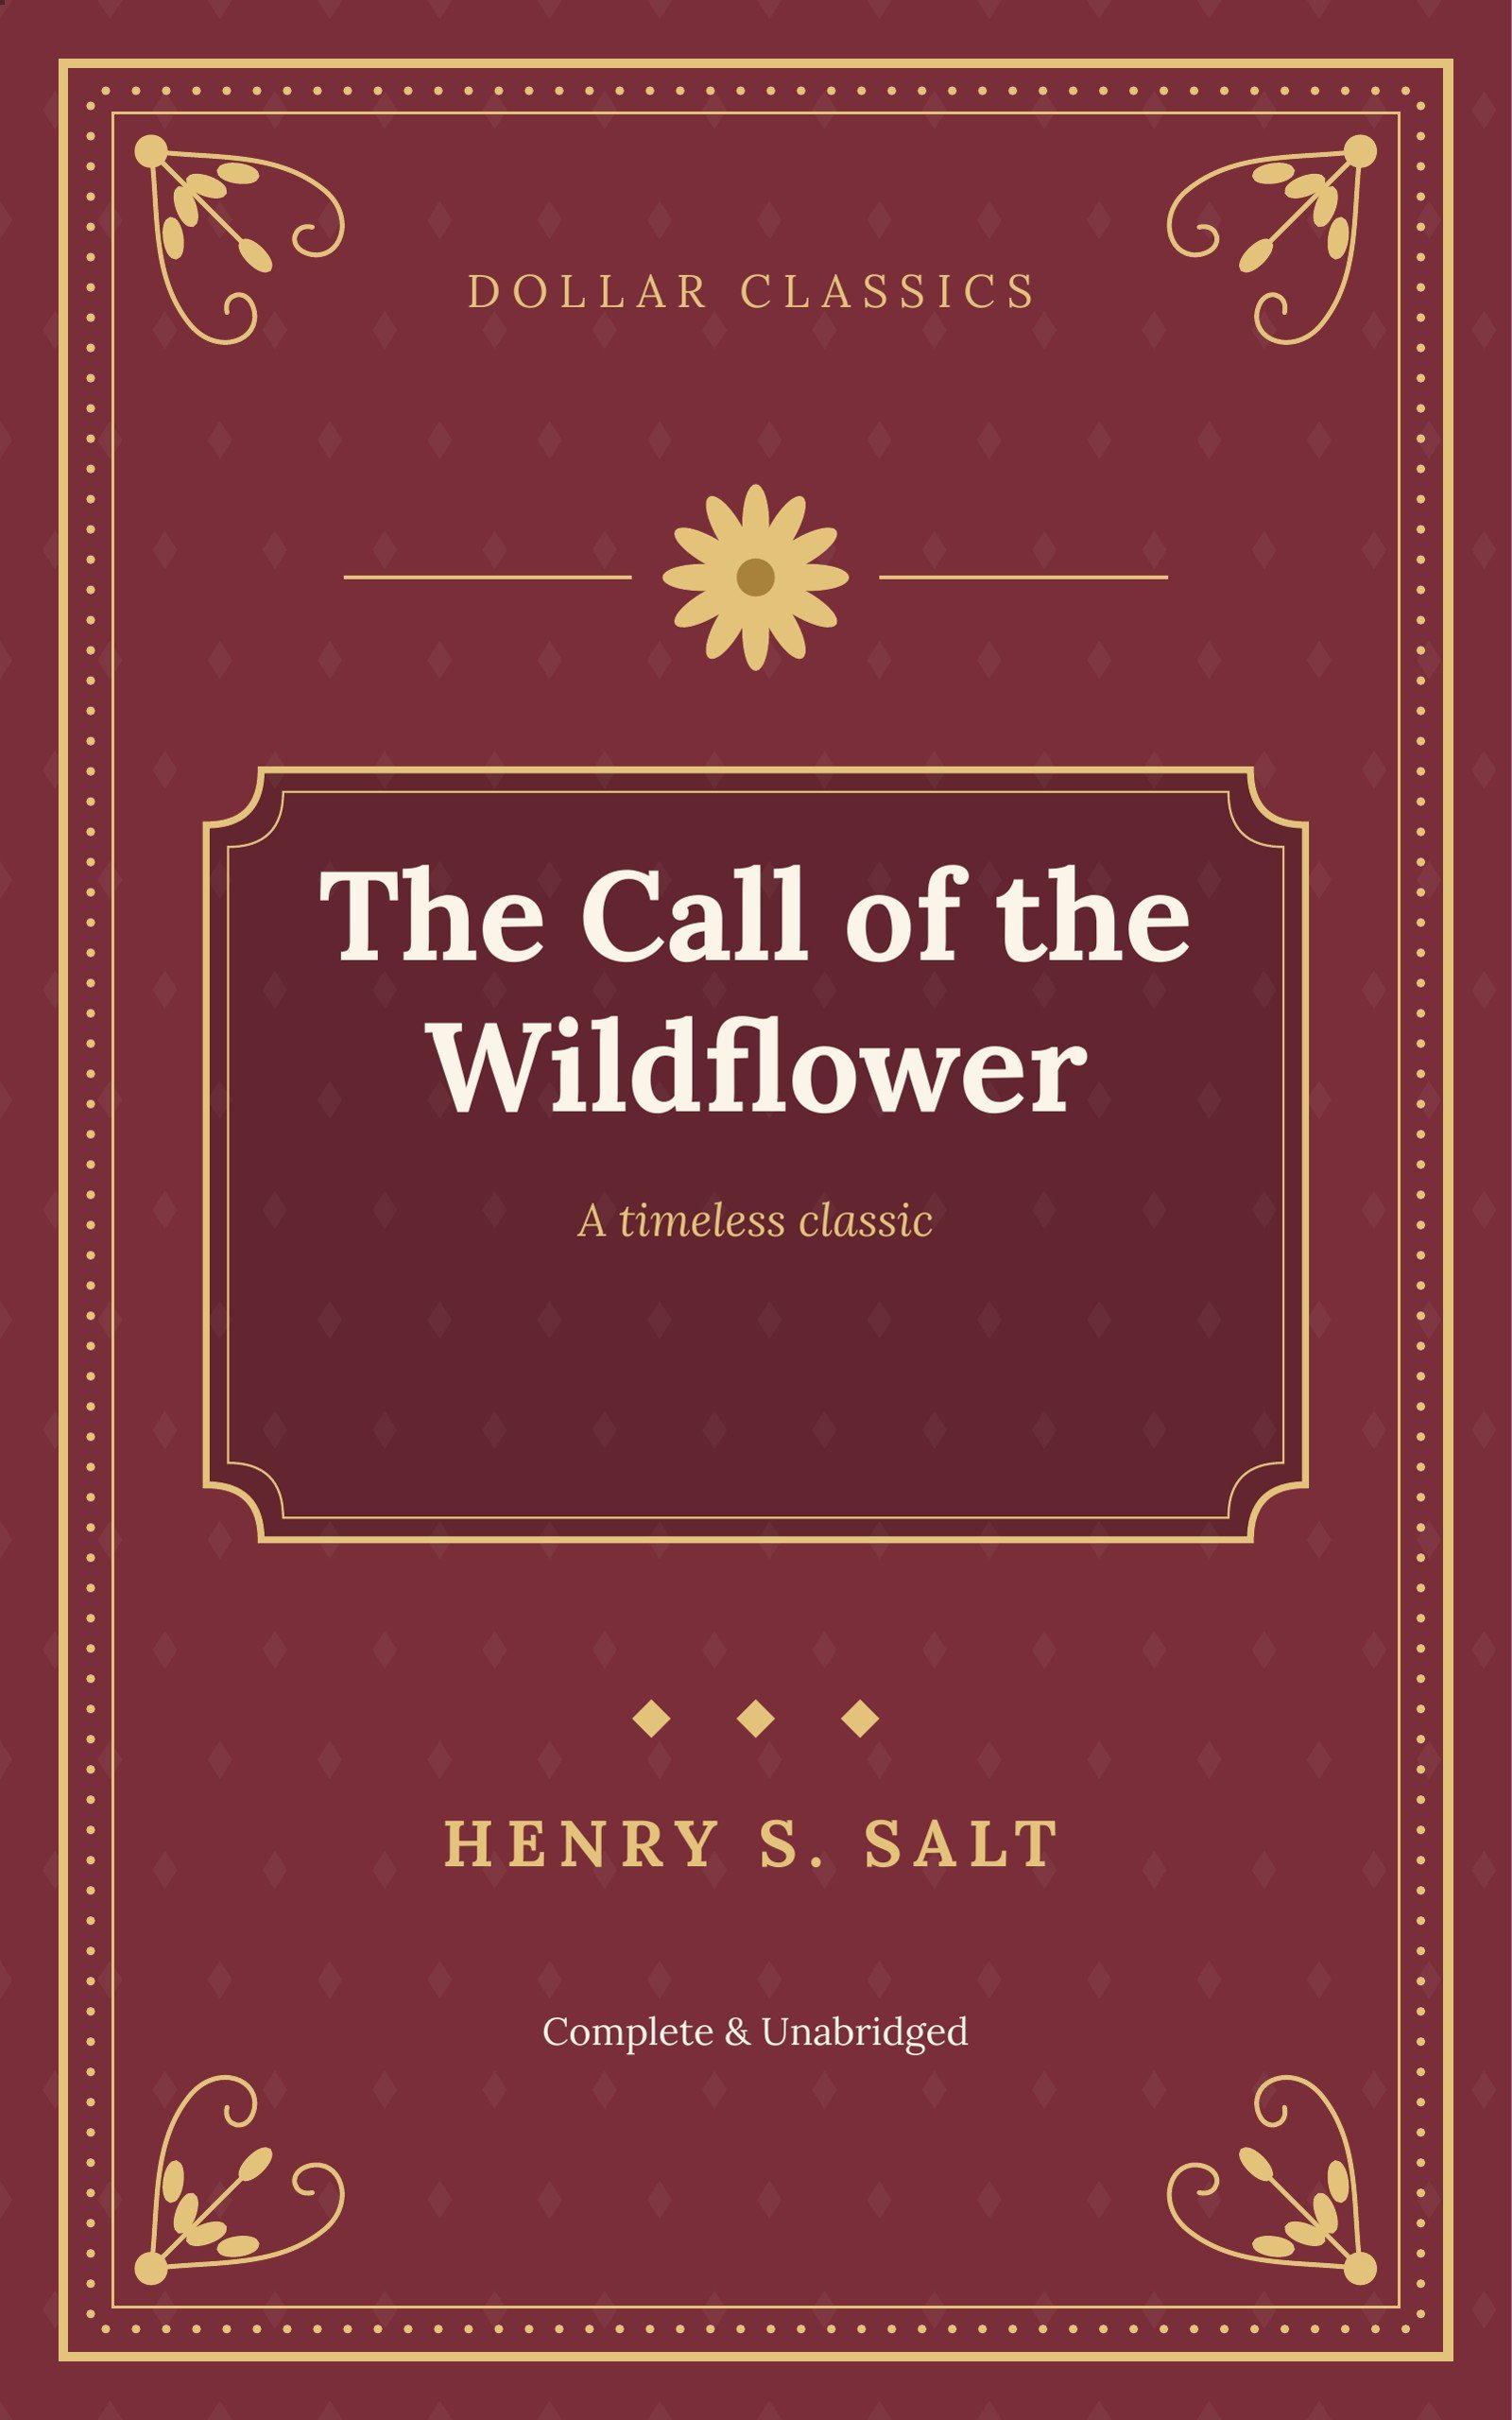 DOLLAR CLASSICS
The Call of the
Wildflower
A timeless classic
HENRY S. SALT
Complete & Unabridged